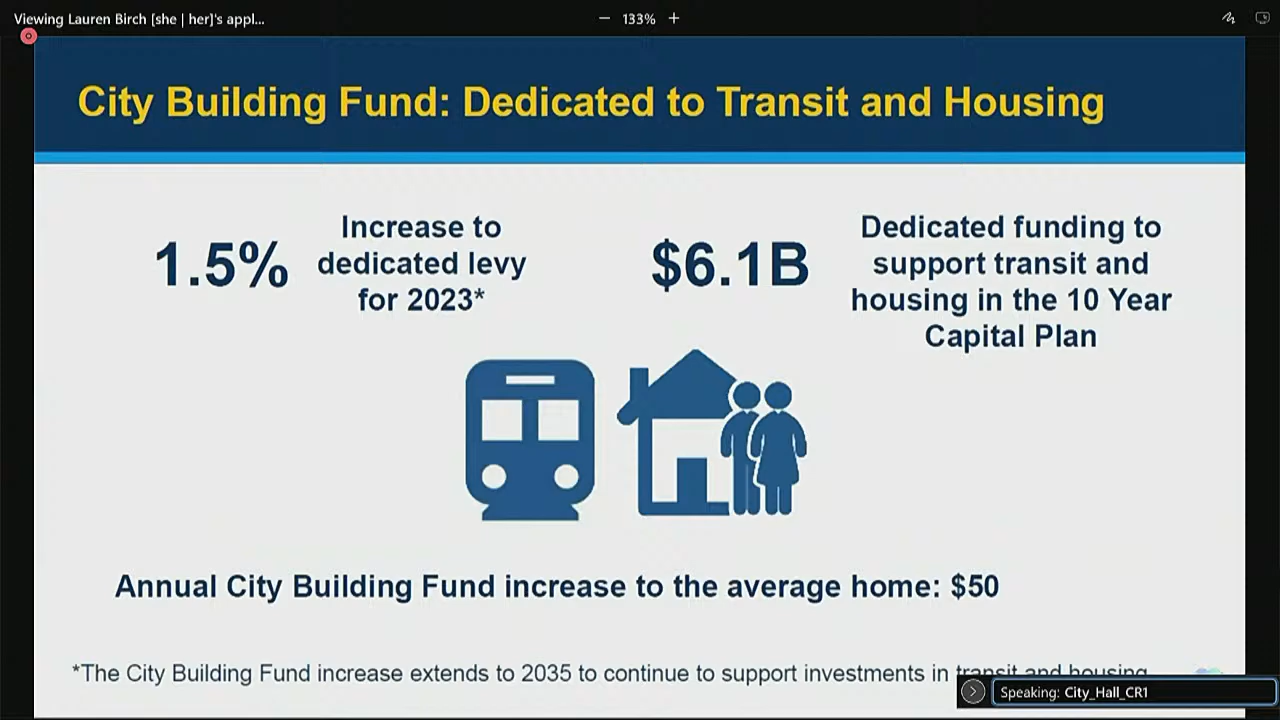 Viewing Lauren Birch [she | her]'s appl...
133%
City Building Fund: Dedicated to Transit and Housing
1.5%
Increase to
dedicated levy
for 2023*
$6.1B
Dedicated funding to
support transit and
housing in the 10 Year
Capital Plan
Annual City Building Fund increase to the average home: $50
*The City Building Fund increase extends to 2035 to continue to support investments in transit and housing
Speaking: City_Hall_CR1